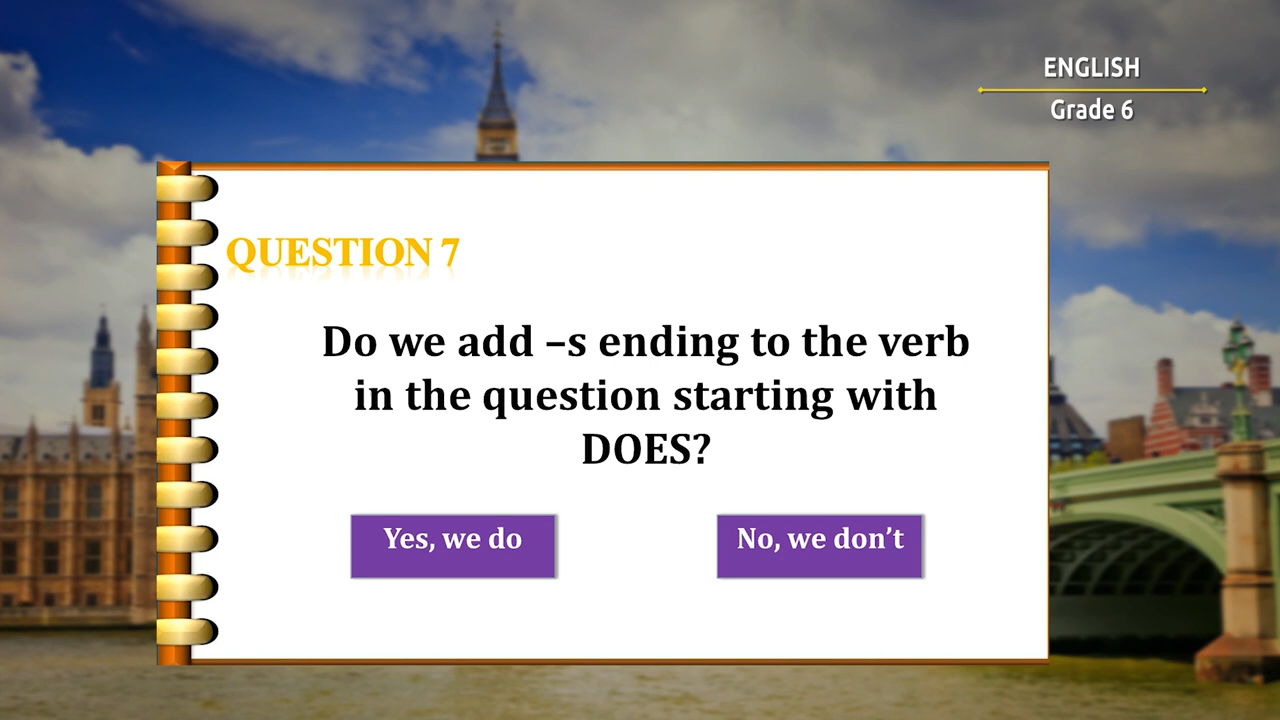 ENGLISH
Grade 6
QUESTION 7
Do we add –s ending to the verb
in the question starting with
DOES?
Yes, we do
No, we don’t